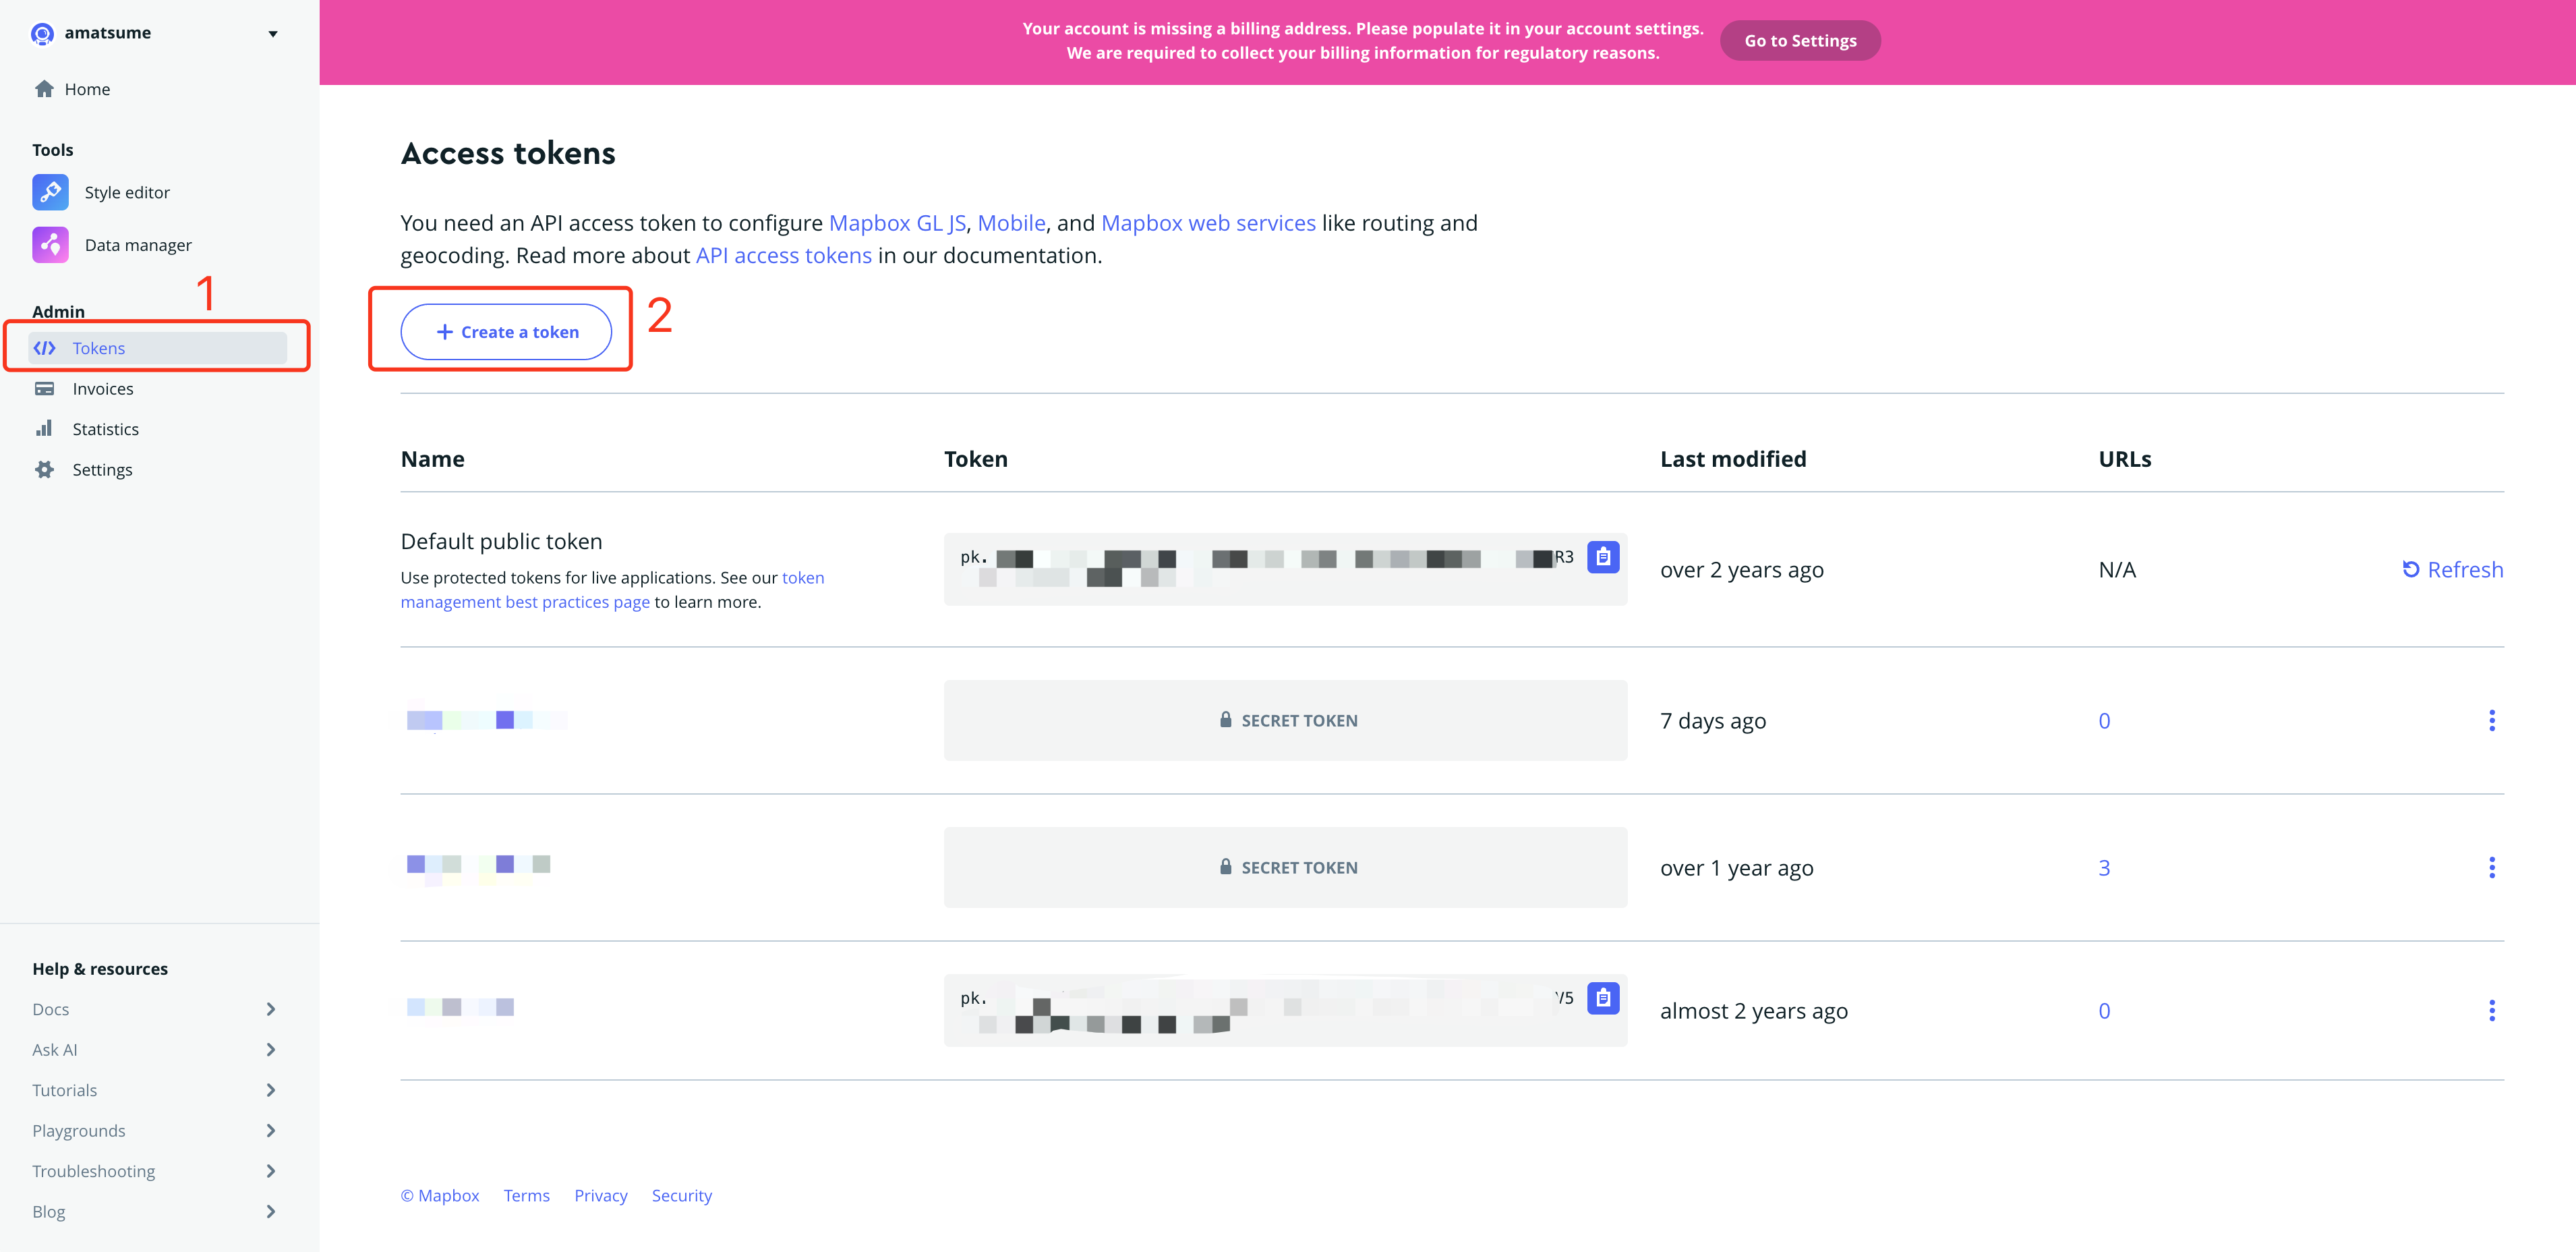 amatsume
Home
Tools
Style editor
Data manager
1
Admin
Tokens
Invoices
Statistics
Settings
Help & resources
Docs
Ask AI
Tutorials
Playgrounds
Troubleshooting
Blog
Your account is missing a billing address. Please populate it in your account settings.
We are required to collect your billing information for regulatory reasons.
Go to Settings
Access tokens
You need an API access token to configure Mapbox GL JS, Mobile, and Mapbox web services like routing and
geocoding. Read more about API access tokens in our documentation.
+ Create a token
2
Name Token Last modified URLs
Default public token
Use protected tokens for live applications. See our token
management best practices page to learn more.
pk. R3
over 2 years ago
N/A
Refresh
SECRET TOKEN
7 days ago
0
SECRET TOKEN
over 1 year ago
3
pk. V5
almost 2 years ago
0
© Mapbox Terms Privacy Security